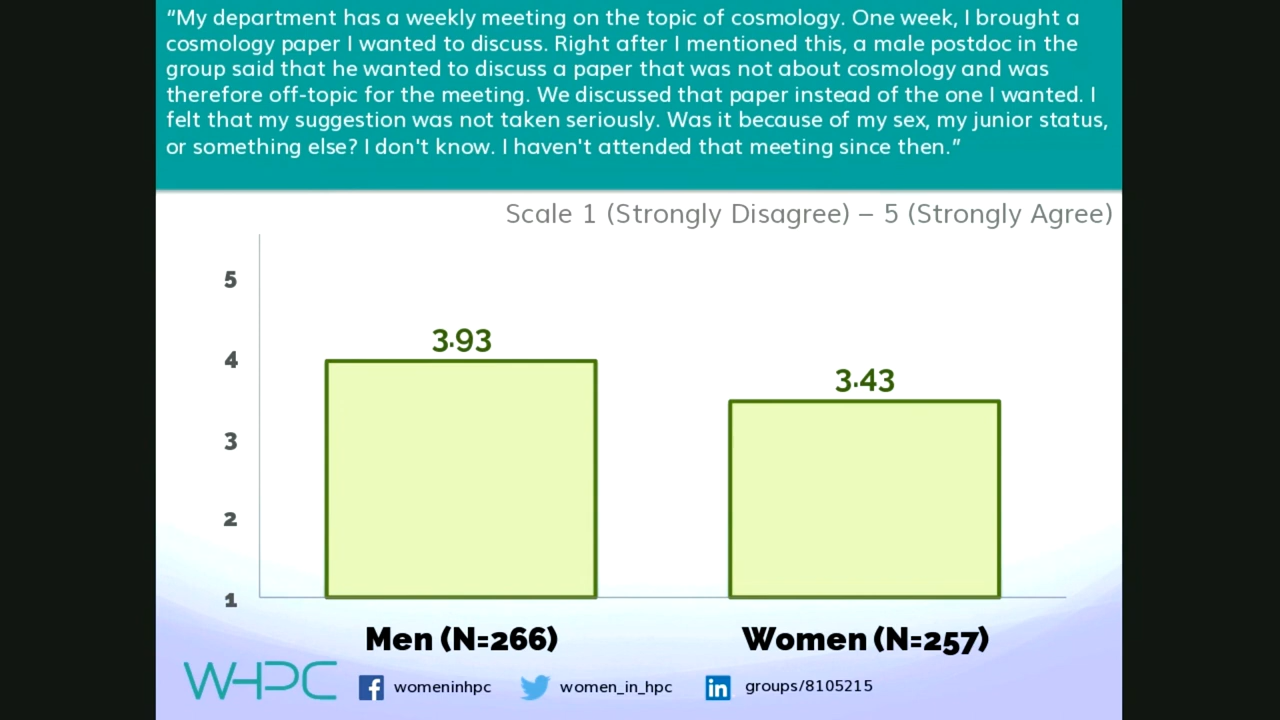 “My department has a weekly meeting on the topic of cosmology. One week, I brought a
cosmology paper I wanted to discuss. Right after I mentioned this, a male postdoc in the
group said that he wanted to discuss a paper that was not about cosmology and was
therefore off-topic for the meeting. We discussed that paper instead of the one I wanted. I
felt that my suggestion was not taken seriously. Was it because of my sex, my junior status,
or something else? I don't know. I haven't attended that meeting since then.”
Scale 1 (Strongly Disagree) – 5 (Strongly Agree)
5
4
3
2
1
3.93
3.43
Men (N=266)
Women (N=257)
WHPC
womeninhpc
women_in_hpc
in
groups/8105215